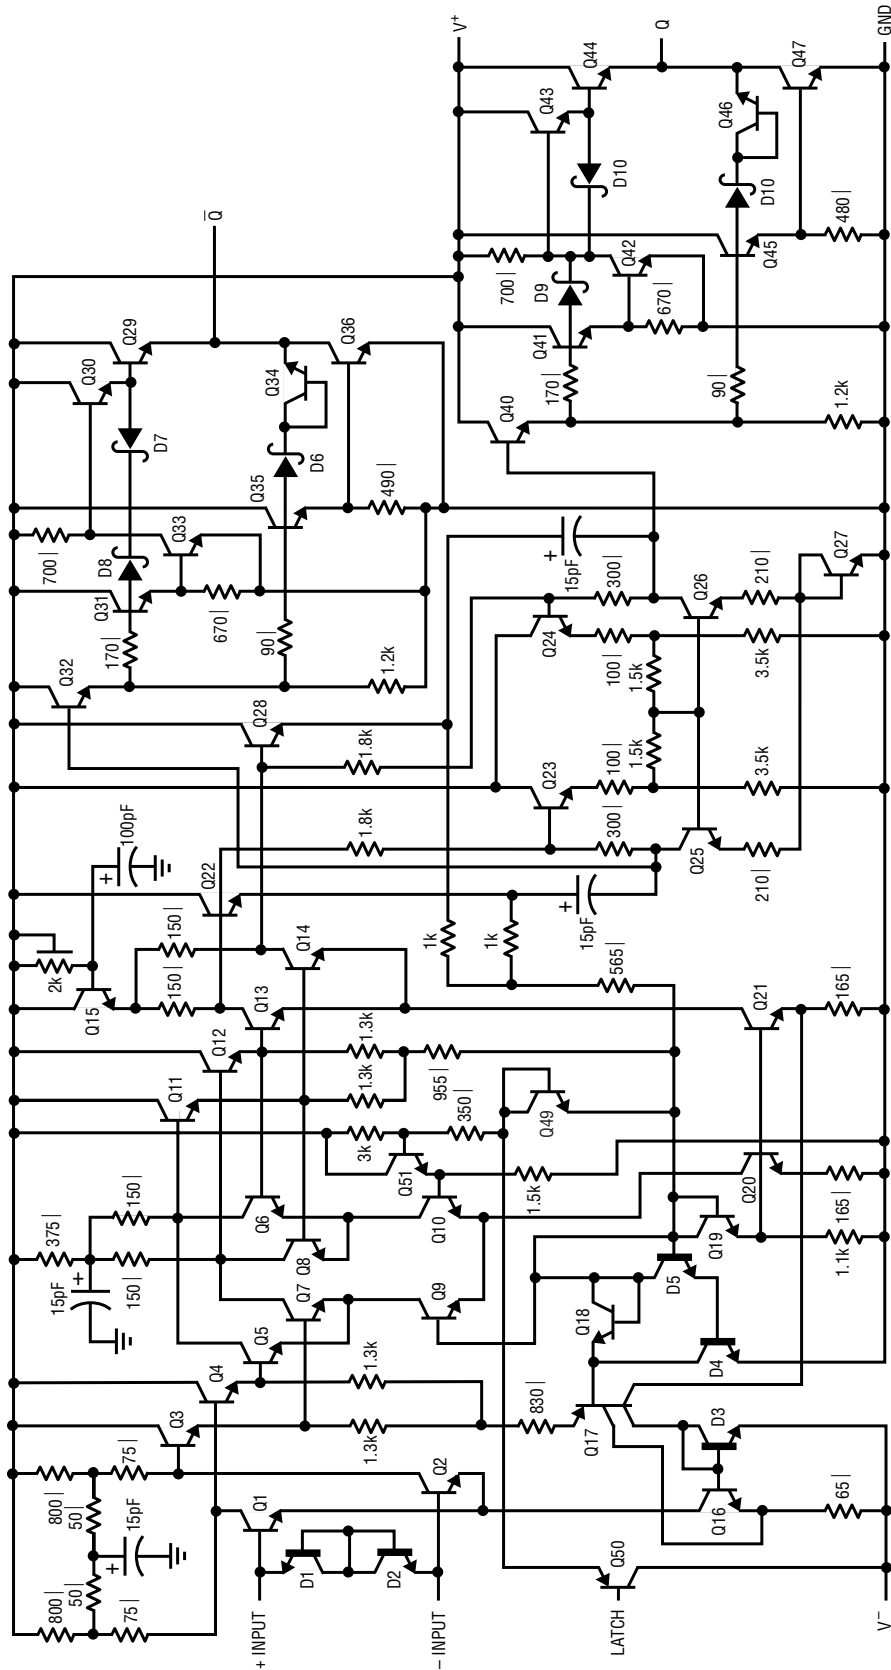 800 |
800 |
2k
700 |
+
15pF
375 |
50 |
50 |
Q32
Q15
Q30
Q31
D8
75 |
+
15pF
75 |
150 |
150 |
150 |
150 |
+
100pF
Q29
D7
Q3
Q4
Q11
Q12
Q33
170 |
Q22
Q̅
670 |
+ INPUT
Q1
Q5
Q6
Q13
Q28
Q35
90 |
Q7
Q8
Q14
Q34
D1
D6
Q36
1.3k
1.3k
1.3k
1.3k
1.8k
1.8k
1.2k
490 |
3k
D2
Q2
Q9
Q10
Q51
350 |
955
1k
1k
– INPUT
V+
Q40
Q41
Q42
Q43
Q44
1.5k
Q49
565 |
+
15pF
Q23
Q24
+
15pF
700 |
D9
170 |
D10
830 |
Q18
300 |
100 |
1.5k
100 |
1.5k
300 |
LATCH
Q50
Q17
D5
Q
670 |
D4
Q19
Q20
Q21
Q25
Q26
D3
Q16
1.1k
165 |
165 |
210 |
3.5k
3.5k
210 |
Q27
90 |
Q45
D10
Q46
Q47
65 |
1.2k
480 |
V–
GND